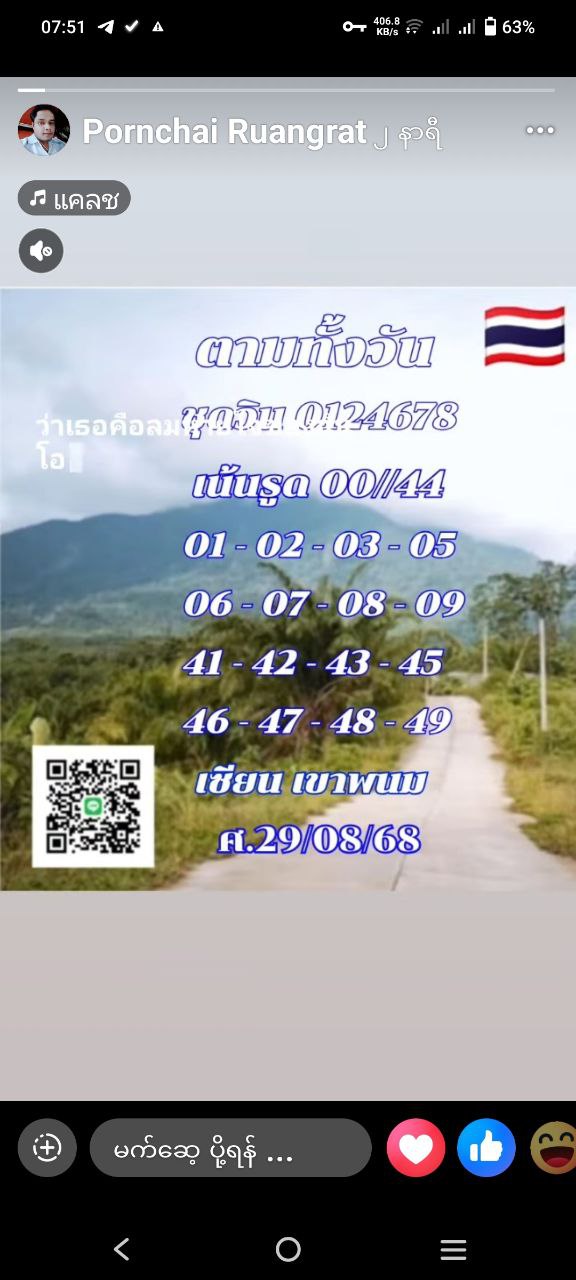 07:51
406.8 KB/s
63%
Pornchai Ruangrat ၂ နာရီ
แคลช
ตามทั้งวัน
ชุดจิน 0124678
ว่าเธอคือลม
โอ
เน้นรูด 00//44
01 - 02 - 03 - 05
06 - 07 - 08 - 09
41 - 42 - 43 - 45
46 - 47 - 48 - 49
เซียน เขาพนม
ศ.29/08/68
မက်ဆေ့ ပို့ရန် ...